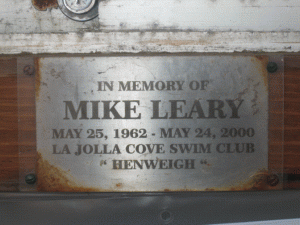 IN MEMORY OF
MIKE LEARY
MAY 25, 1962 - MAY 24, 2000
LA JOLLA COVE SWIM CLUB
" HENWEIGH "